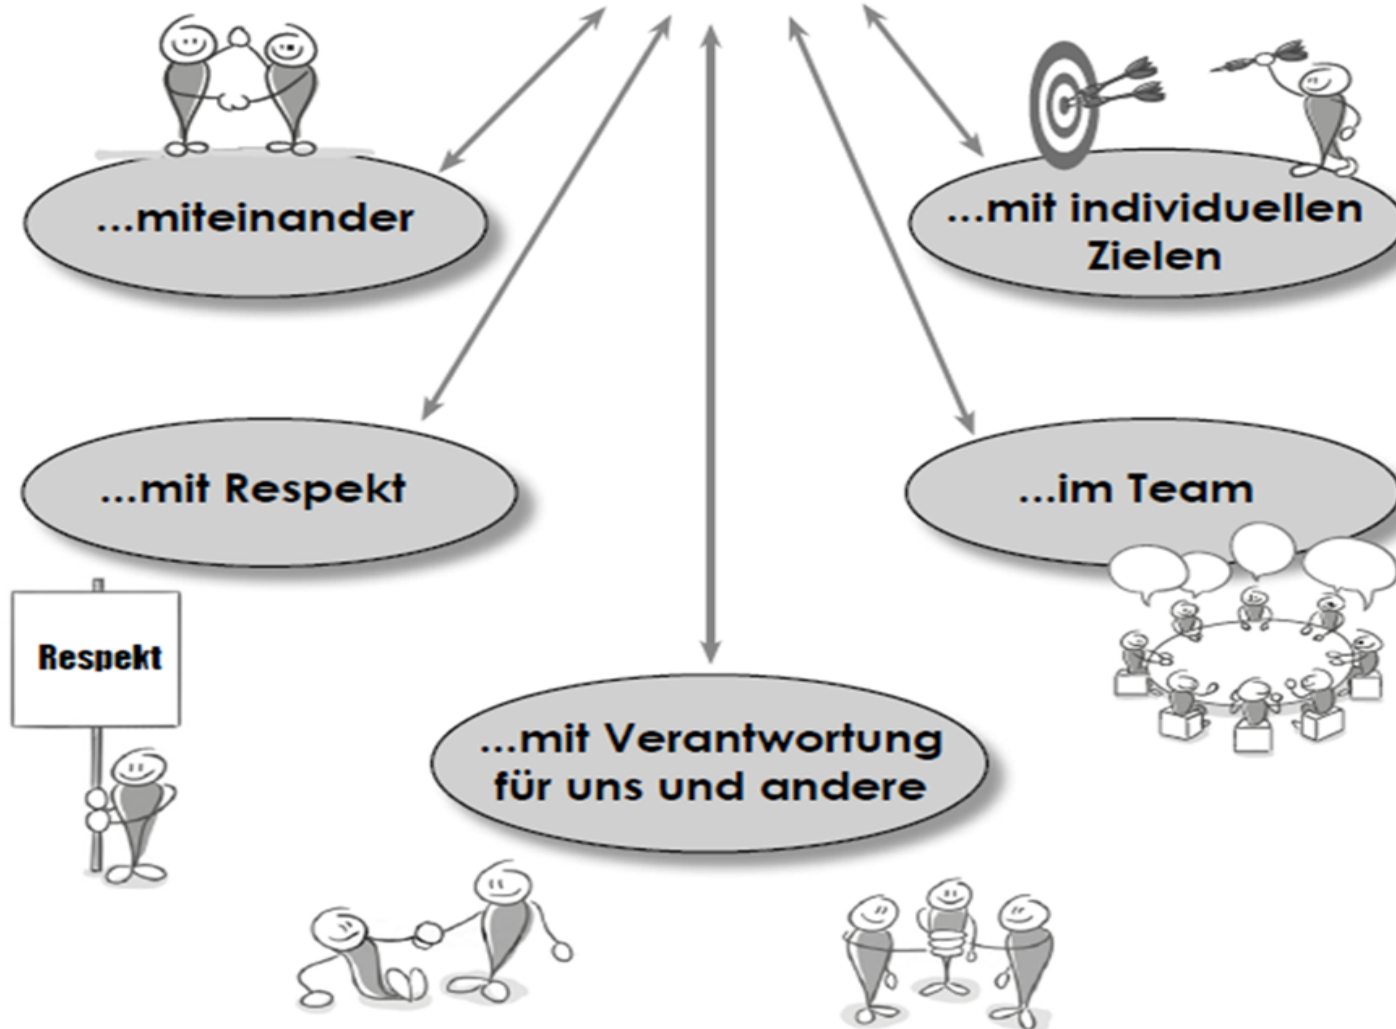 ...miteinander
...mit individuellen
Zielen
...mit Respekt
...im Team
Respekt
...mit Verantwortung
für uns und andere